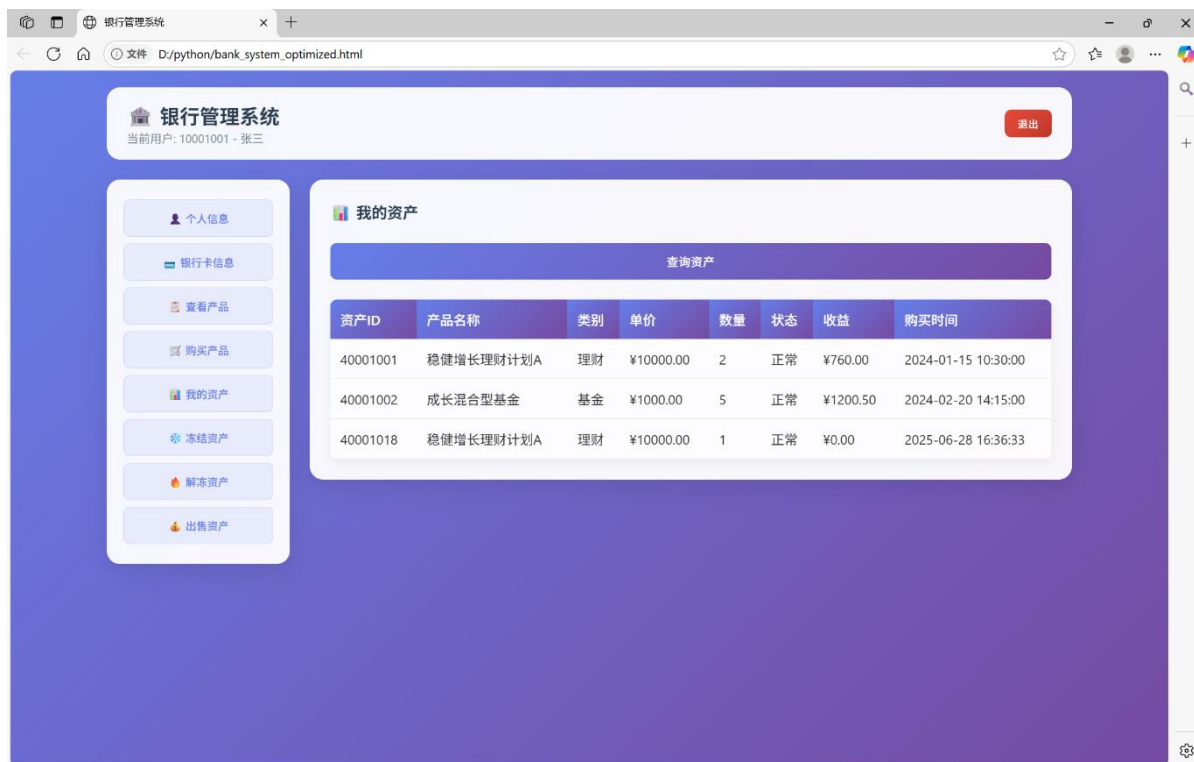 银行管理系统
文件 D:/python/bank_system_optimized.html
银行管理系统
当前用户: 10001001 - 张三
退出
个人信息
银行卡信息
查看产品
购买产品
我的资产
冻结资产
解冻资产
出售资产
我的资产
查询资产
资产ID 产品名称 类别 单价 数量 状态 收益 购买时间
40001001 稳健增长理财计划A 理财 ¥10000.00 2 正常 ¥760.00 2024-01-15 10:30:00
40001002 成长混合型基金 基金 ¥1000.00 5 正常 ¥1200.50 2024-02-20 14:15:00
40001018 稳健增长理财计划A 理财 ¥10000.00 1 正常 ¥0.00 2025-06-28 16:36:33